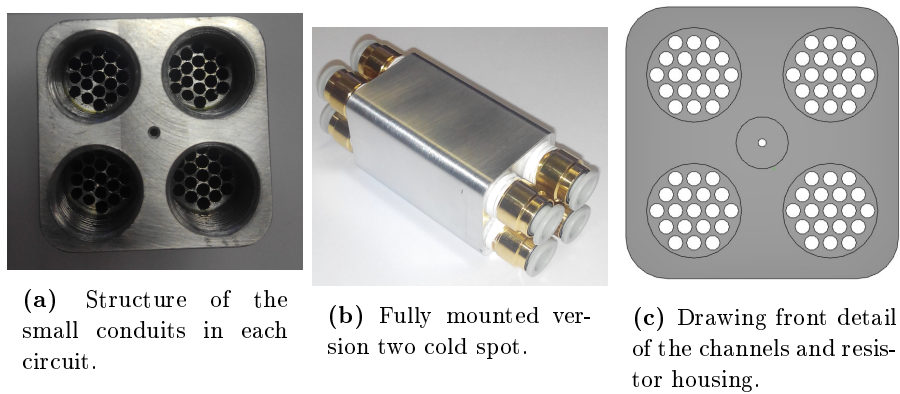 (a) Structure of the
small conduits in each
circuit.
(b) Fully mounted ver-
sion two cold spot.
(c) Drawing front detail
of the channels and resis-
tor housing.